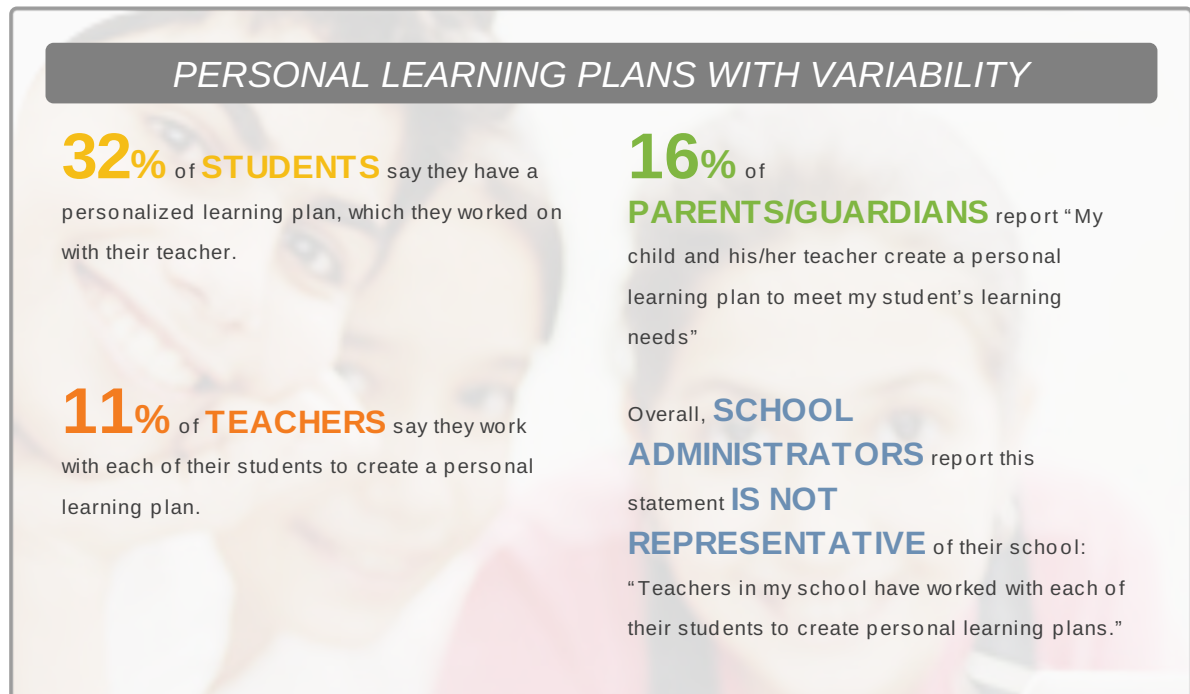 PERSONAL LEARNING PLANS WITH VARIABILITY
32% of STUDENTS say they have a
personalized learning plan, which they worked on
with their teacher.
11% of TEACHERS say they work
with each of their students to create a personal
learning plan.
16% of
PARENTS/GUARDIANS report “My
child and his/her teacher create a personal
learning plan to meet my student’s learning
needs”
Overall, SCHOOL
ADMINISTRATORS report this
statement IS NOT
REPRESENTATIVE of their school:
“Teachers in my school have worked with each of
their students to create personal learning plans.”